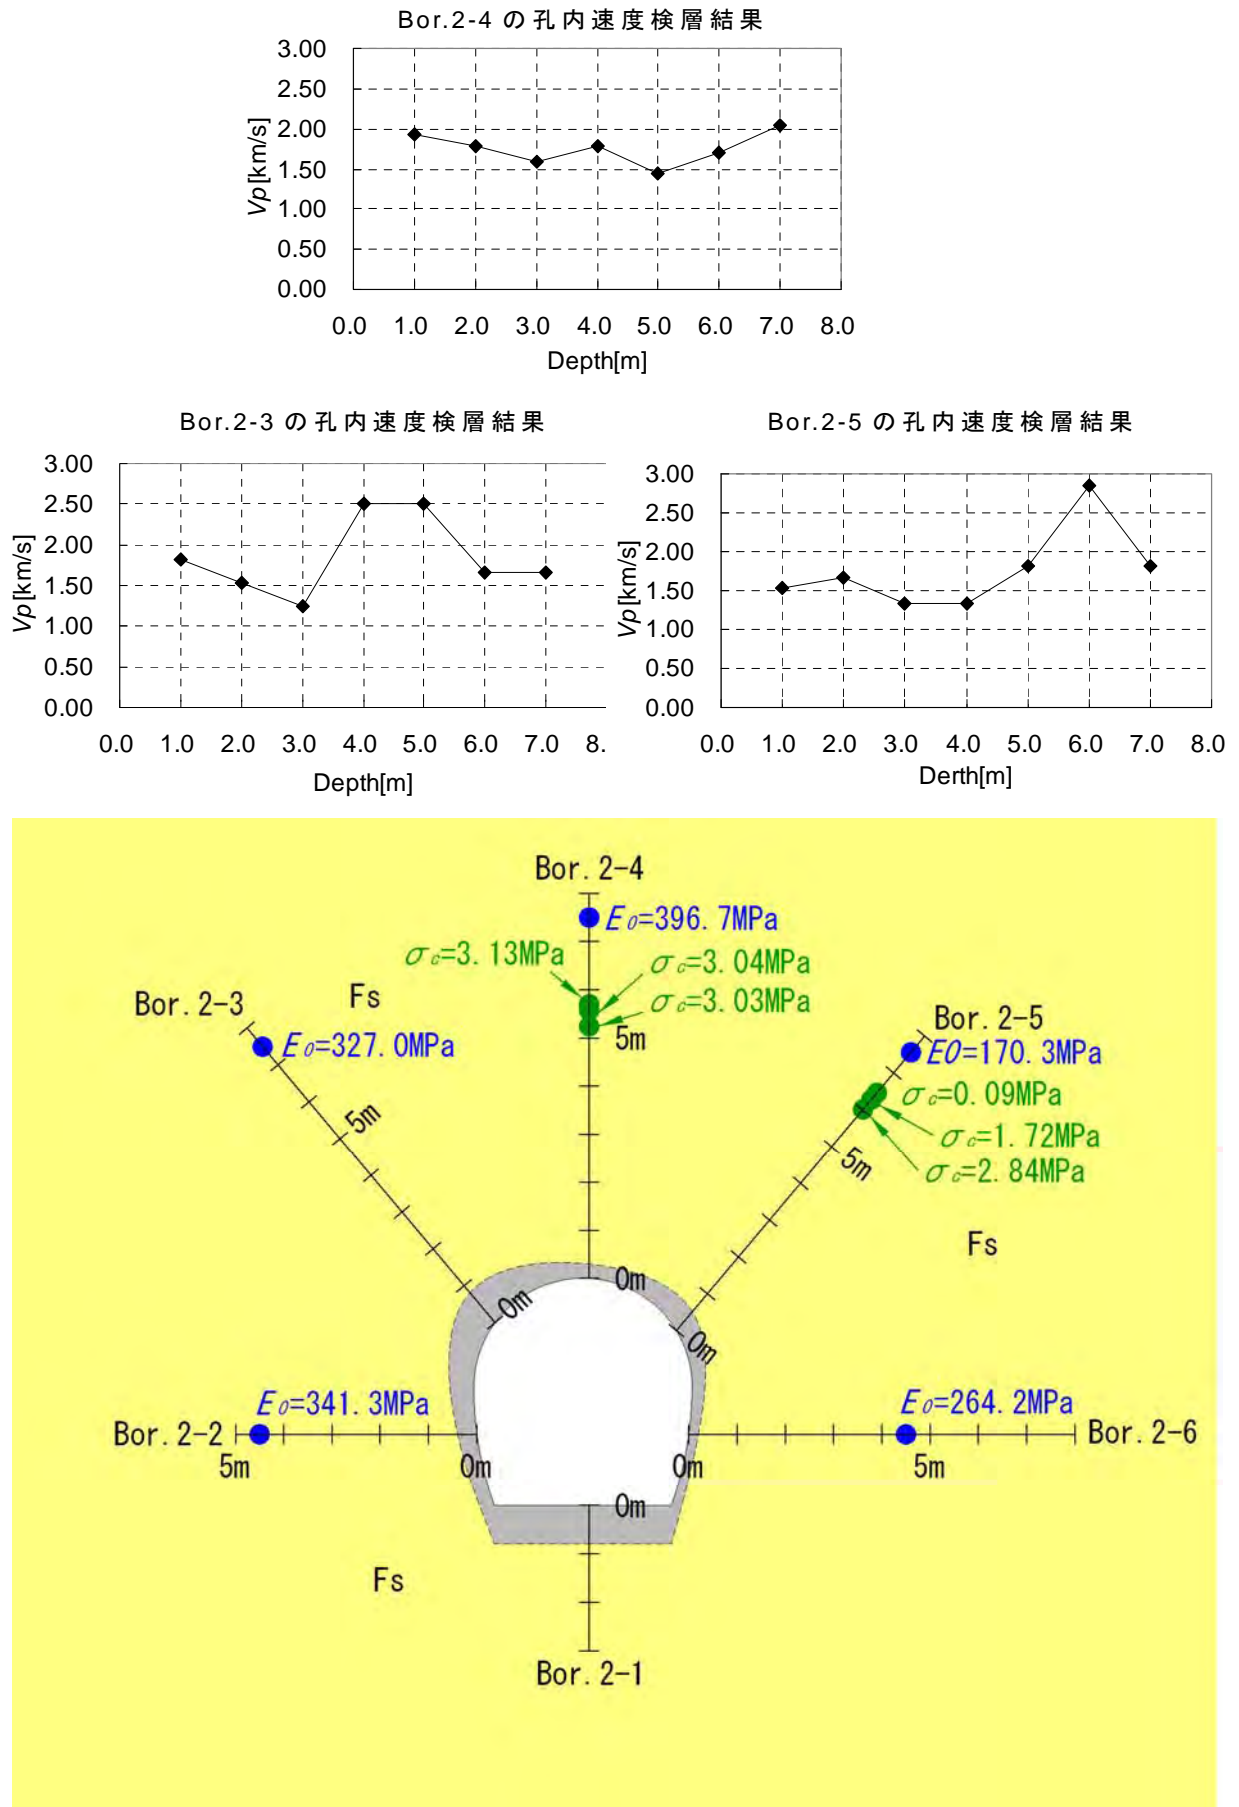 Bor.2-4 の孔内速度検層結果
3.00
2.50
2.00
1.50
1.00
0.50
0.00
Vp[km/s]
0.0 1.0 2.0 3.0 4.0 5.0 6.0 7.0 8.0
Depth[m]
Bor.2-3 の孔内速度検層結果
3.00
2.50
2.00
1.50
1.00
0.50
0.00
Vp[km/s]
0.0 1.0 2.0 3.0 4.0 5.0 6.0 7.0 8.
Depth[m]
Bor.2-5 の孔内速度検層結果
3.00
2.50
2.00
1.50
1.00
0.50
0.00
Vp[km/s]
0.0 1.0 2.0 3.0 4.0 5.0 6.0 7.0 8.0
Derth[m]
Bor. 2-4
E0=396. 7MPa
σc=3. 13MPa
σc=3. 04MPa
σc=3. 03MPa
5m
Bor. 2-3
Fs
E0=327. 0MPa
5m
Bor. 2-5
E0=170. 3MPa
σc=0. 09MPa
σc=1. 72MPa
σc=2. 84MPa
5m
Fs
0m
0m
0m
E0=341. 3MPa
Bor. 2-2
5m
0m
E0=264. 2MPa
Bor. 2-6
0m
5m
0m
Fs
Bor. 2-1